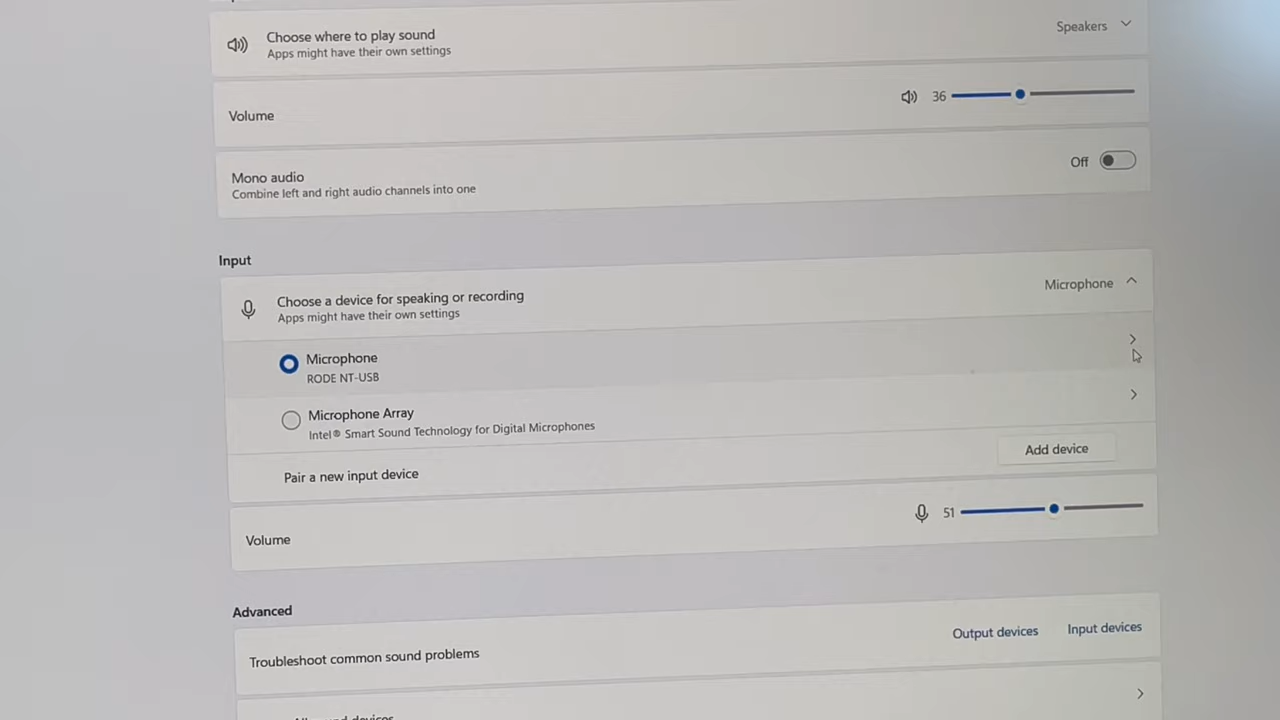 Choose where to play sound
Apps might have their own settings
Speakers
Volume
36
Mono audio
Combine left and right audio channels into one
Off
Input
Choose a device for speaking or recording
Apps might have their own settings
Microphone
Microphone
RODE NT-USB
Microphone Array
Intel® Smart Sound Technology for Digital Microphones
Pair a new input device
Add device
Volume
51
Advanced
Troubleshoot common sound problems
Output devices
Input devices